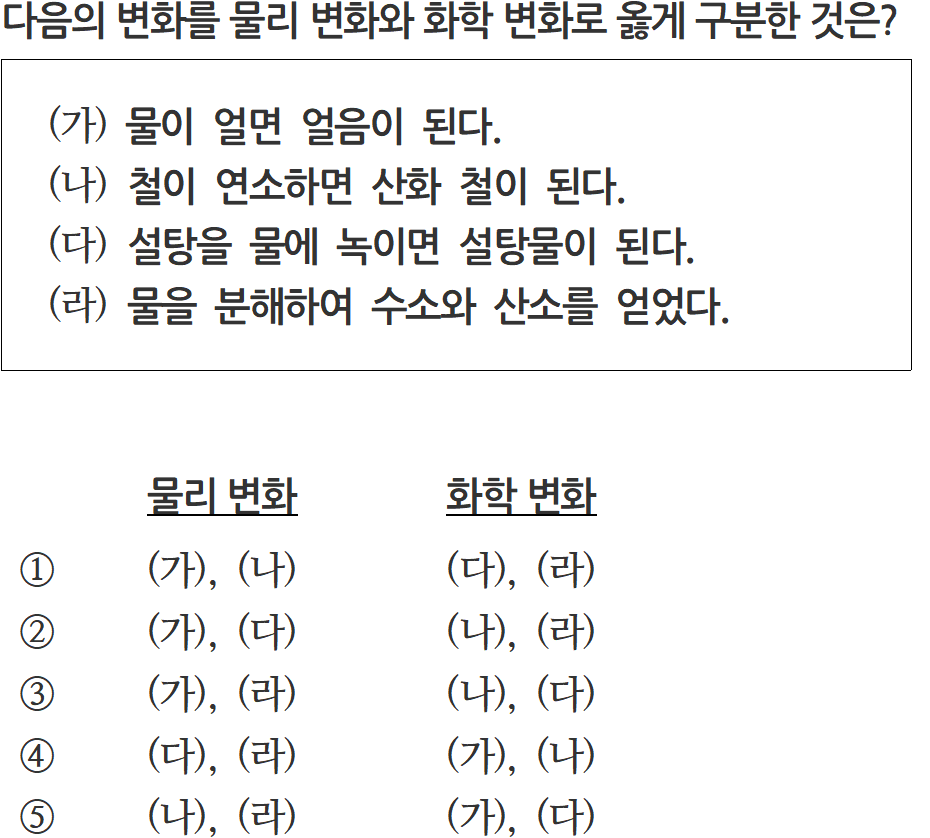 다음의 변화를 물리 변화와 화학 변화로 옳게 구분한 것은?
(가) 물이 얼면 얼음이 된다.
(나) 철이 연소하면 산화 철이 된다.
(다) 설탕을 물에 녹이면 설탕물이 된다.
(라) 물을 분해하여 수소와 산소를 얻었다.
물리 변화 화학 변화
① (가), (나) (다), (라)
② (가), (다) (나), (라)
③ (가), (라) (나), (다)
④ (다), (라) (가), (나)
⑤ (나), (라) (가), (다)